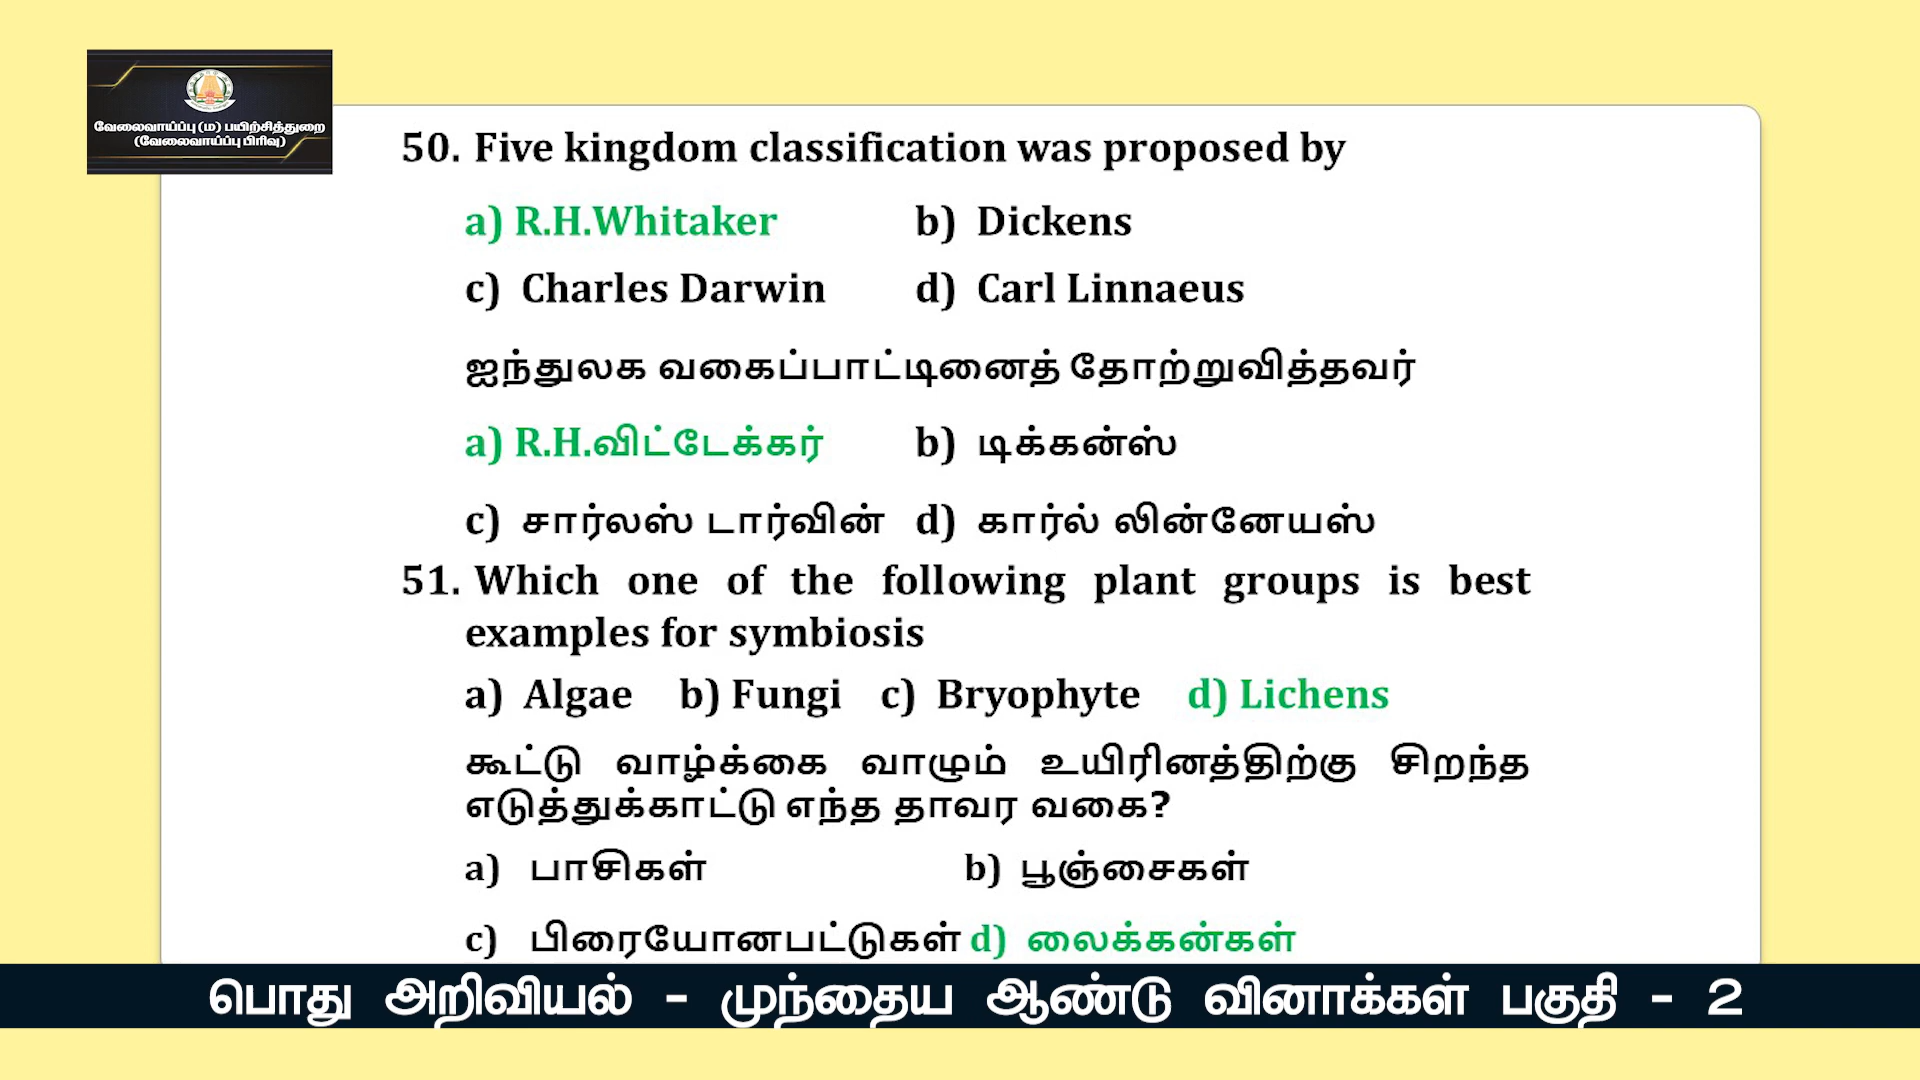 வேலைவாய்ப்பு (ம) பயிற்சித்துறை
(வேலைவாய்ப்பு பிரிவு)
50. Five kingdom classification was proposed by
a) R.H.Whitaker b) Dickens
c) Charles Darwin d) Carl Linnaeus
ஐந்துலக வகைப்பாட்டினைத் தோற்றுவித்தவர்
a) R.H.விட்டேக்கர் b) டிக்கன்ஸ்
c) சார்லஸ் டார்வின் d) கார்ல் லின்னேயஸ்
51. Which one of the following plant groups is best
examples for symbiosis
a) Algae b) Fungi c) Bryophyte d) Lichens
கூட்டு வாழ்க்கை வாழும் உயிரினத்திற்கு சிறந்த
எடுத்துக்காட்டு எந்த தாவர வகை?
a) பாசிகள் b) பூஞ்சைகள்
c) பிரையோனபட்டுகள் d) லைக்கன்கள்
பொது அறிவியல் - முந்தைய ஆண்டு வினாக்கள் பகுதி - 2